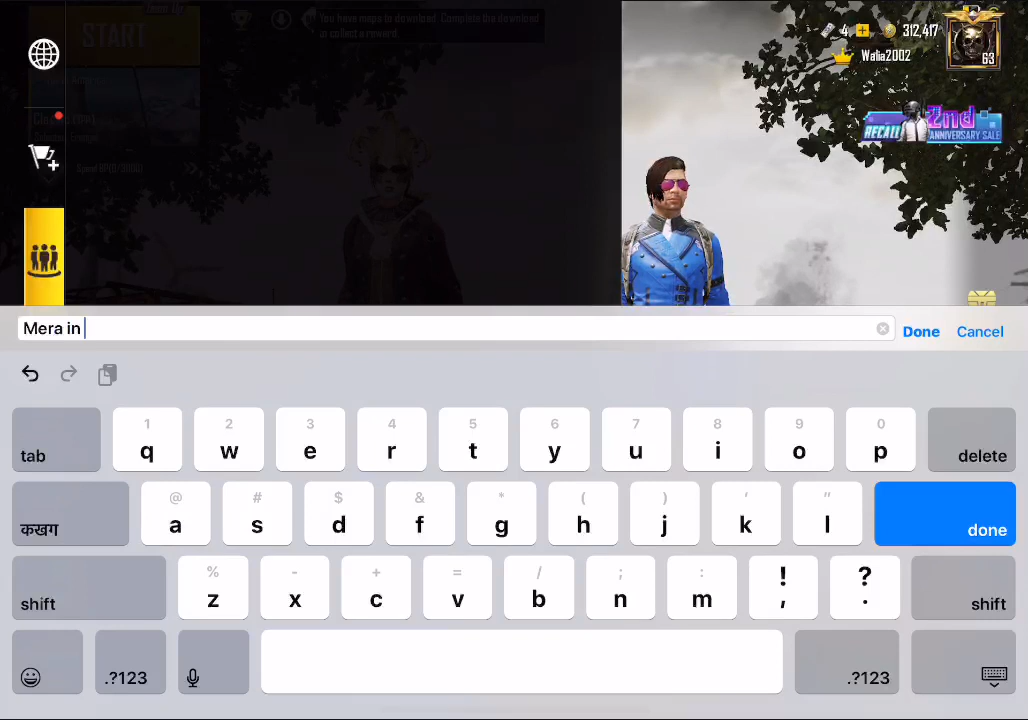 START
You have maps to download. Complete the download
to collect a reward.
4
312,417
Walia2002
63
RECALL
2nd
ANNIVERSARY SALE
Mera in
Done
Cancel
1 2 3 4 5 6 7 8 9 0
tab q w e r t y u i o p delete
@ # $ & * ( ) ' "
कखग a s d f g h j k l done
% - + = / ; : ! ?
shift z x c v b n m , . shift
.?123 .?123